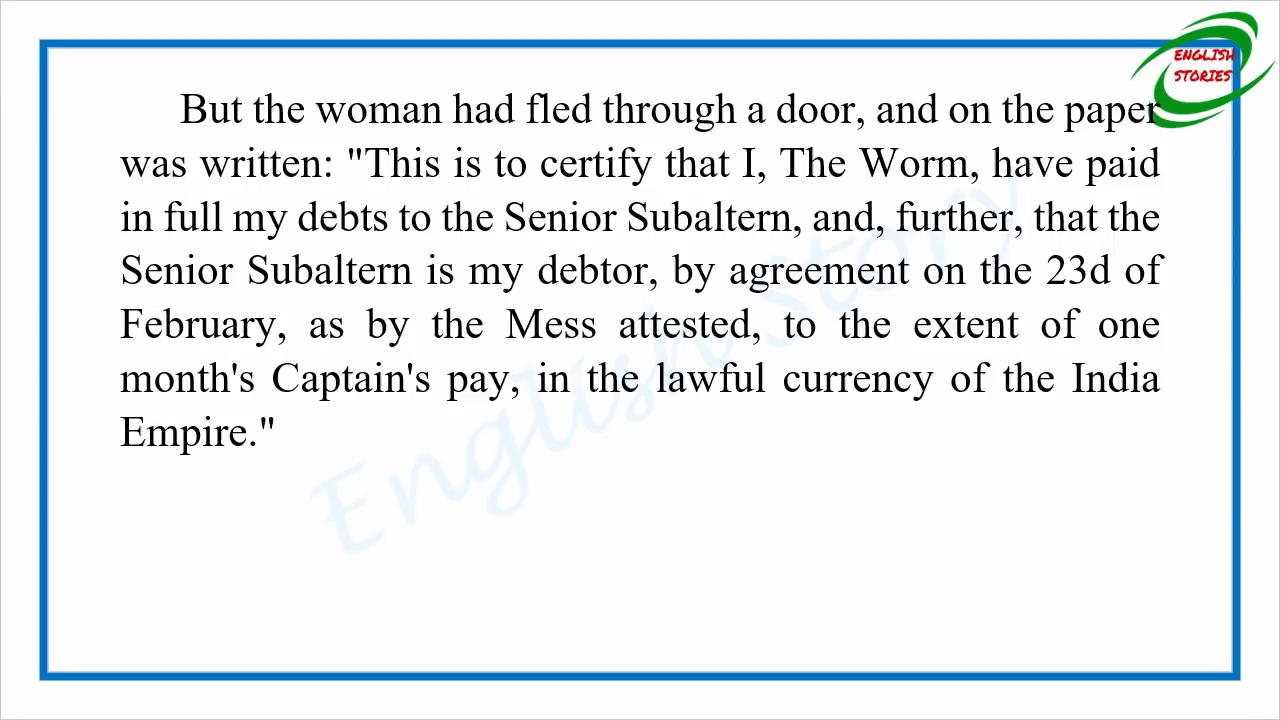 ENGLISH
STORIES
But the woman had fled through a door, and on the paper
was written: "This is to certify that I, The Worm, have paid
in full my debts to the Senior Subaltern, and, further, that the
Senior Subaltern is my debtor, by agreement on the 23d of
February, as by the Mess attested, to the extent of one
month's Captain's pay, in the lawful currency of the India
Empire."
English Story